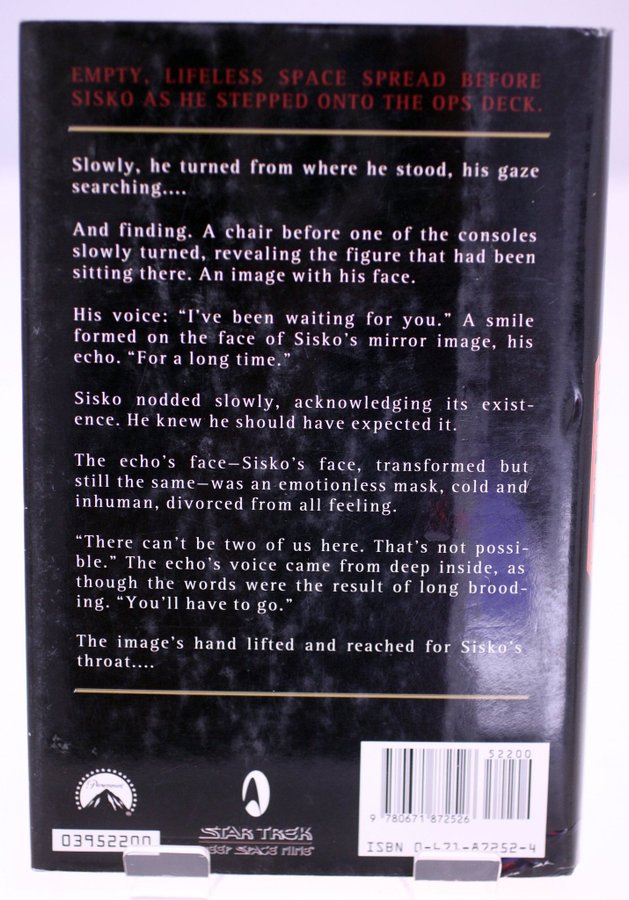 EMPTY, LIFELESS SPACE SPREAD BEFORE
SISKO AS HE STEPPED ONTO THE OPS DECK.
Slowly, he turned from where he stood, his gaze
searching....
And finding. A chair before one of the consoles
slowly turned, revealing the figure that had been
sitting there. An image with his face.
His voice: “I’ve been waiting for you.” A smile
formed on the face of Sisko’s mirror image, his
echo. “For a long time.”
Sisko nodded slowly, acknowledging its exist-
ence. He knew he should have expected it.
The echo’s face—Sisko’s face, transformed but
still the same—was an emotionless mask, cold and
inhuman, divorced from all feeling.
“There can’t be two of us here. That’s not possi-
ble.” The echo’s voice came from deep inside, as
though the words were the result of long brood-
ing. “You’ll have to go.”
The image’s hand lifted and reached for Sisko’s
throat....
Paramount
03952200
STAR TREK
DEEP SPACE NINE
52200
9 780671 872526
ISBN 0-671-87252-4